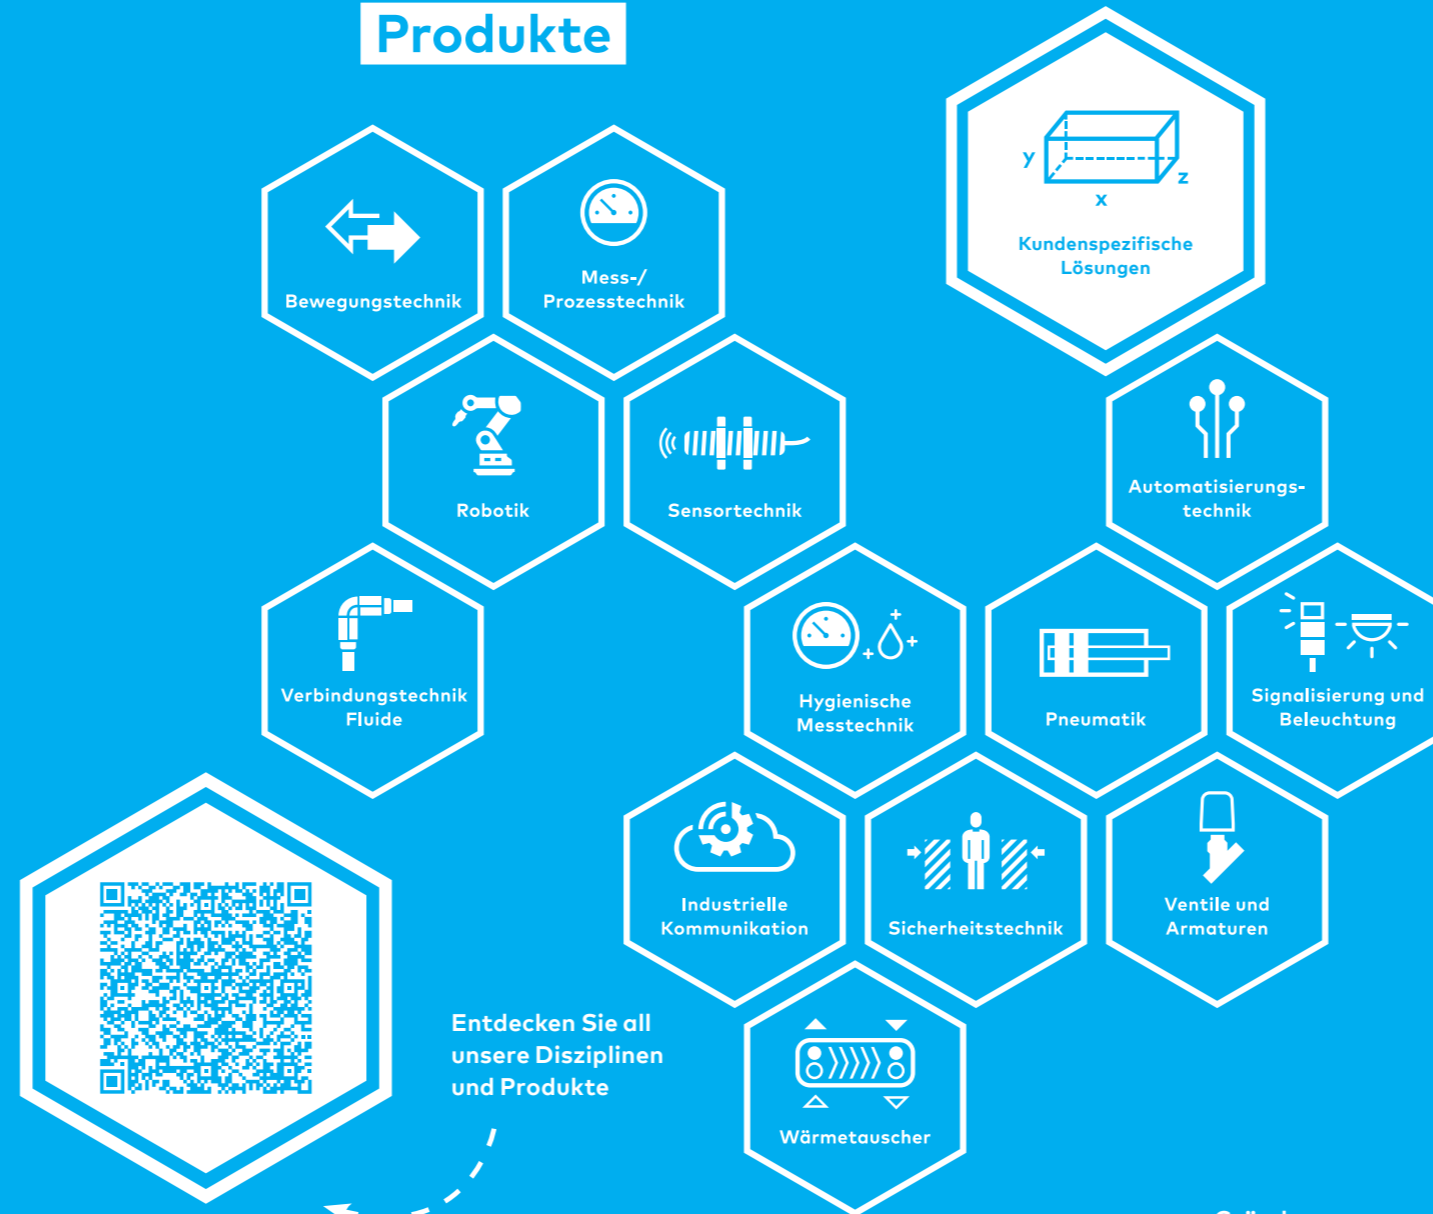 Produkte
y
z
x
Kundenspezifische
Lösungen
Bewegungstechnik
Mess-/
Prozesstechnik
Robotik
Sensortechnik
Automatisierungs-
technik
Verbindungstechnik
Fluide
Hygienische
Messtechnik
Pneumatik
Signalisierung und
Beleuchtung
Industrielle
Kommunikation
Sicherheitstechnik
Ventile und
Armaturen
Entdecken Sie all
unsere Disziplinen
und Produkte
Wärmetauscher